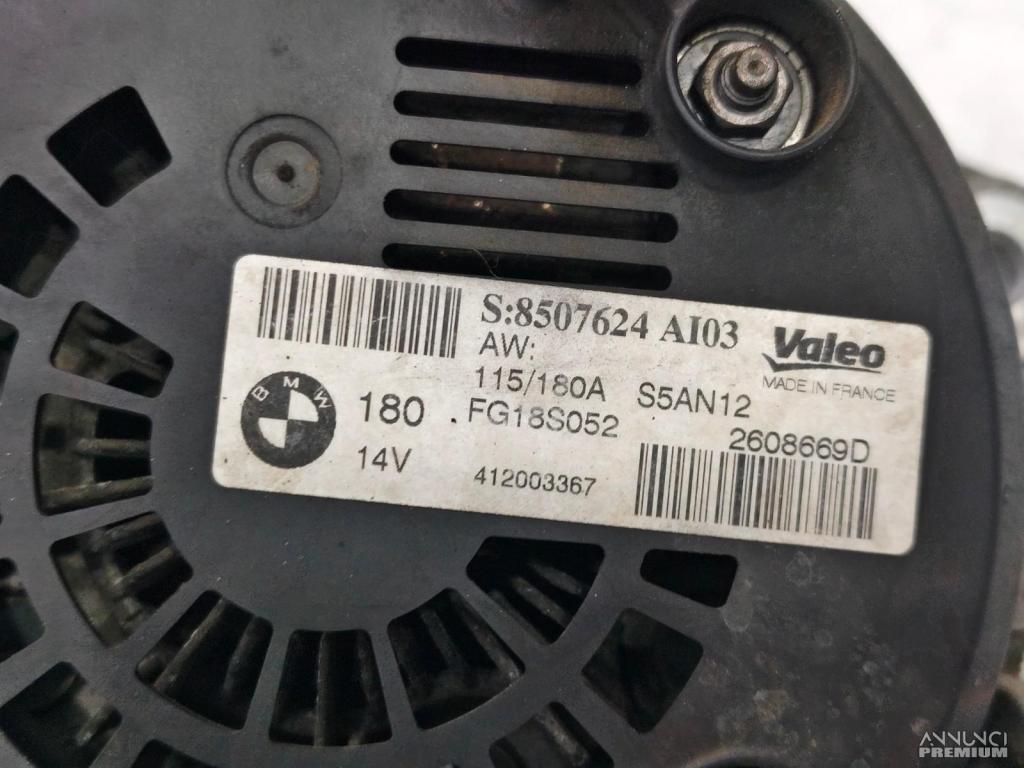 S:8507624 AI03
AW:
115/180A S5AN12
Valeo
MADE IN FRANCE
BMW
180 FG18S052
2608669D
14V
412003367
ANNUNCI
PREMIUM